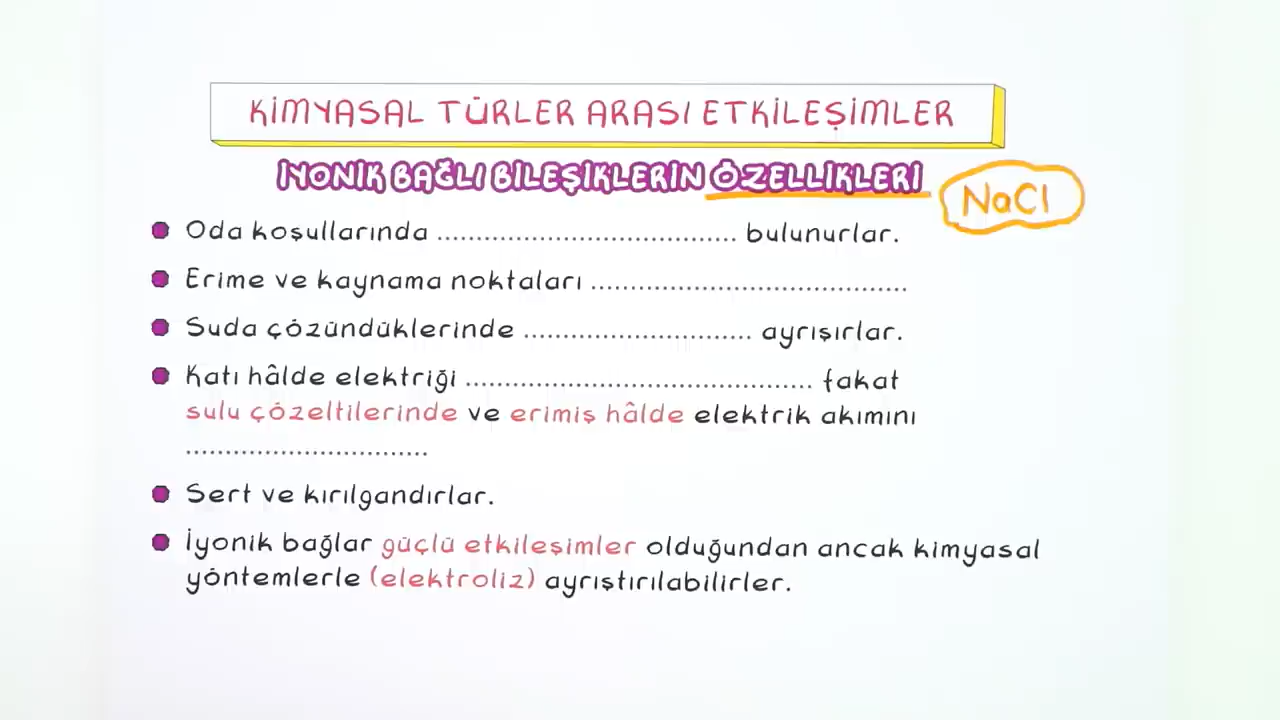 KİMYASAL TÜRLER ARASI ETKİLEŞİMLER
İYONİK BAĞLI BİLEŞİKLERİN ÖZELLİKLERİ
NaCl
Oda koşullarında ..................................... bulunurlar.
Erime ve kaynama noktaları ........................................
Suda çözündüklerinde ............................. ayrışırlar.
Katı hâlde elektriği ........................................... fakat
sulu çözeltilerinde ve erimiş hâlde elektrik akımını
...............................
Sert ve kırılgandırlar.
İyonik bağlar güçlü etkileşimler olduğundan ancak kimyasal
yöntemlerle (elektroliz) ayrıştırılabilirler.